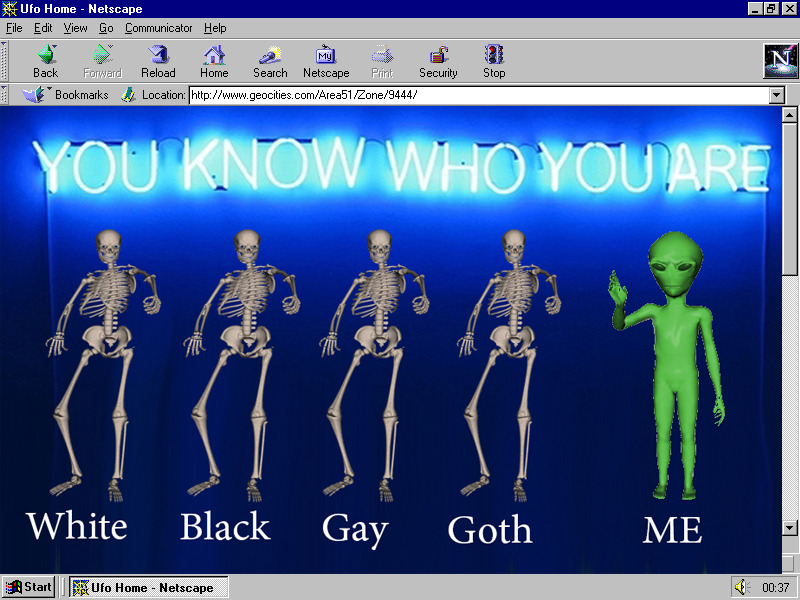 Ufo Home - Netscape
File Edit View Go Communicator Help
My
N
Back Forward Reload Home Search Netscape Print Security Stop
Bookmarks Location: http://www.geocities.com/Area51/Zone/9444/
YOU KNOW WHO YOU ARE
White Black Gay Goth ME
Start Ufo Home - Netscape 00:37